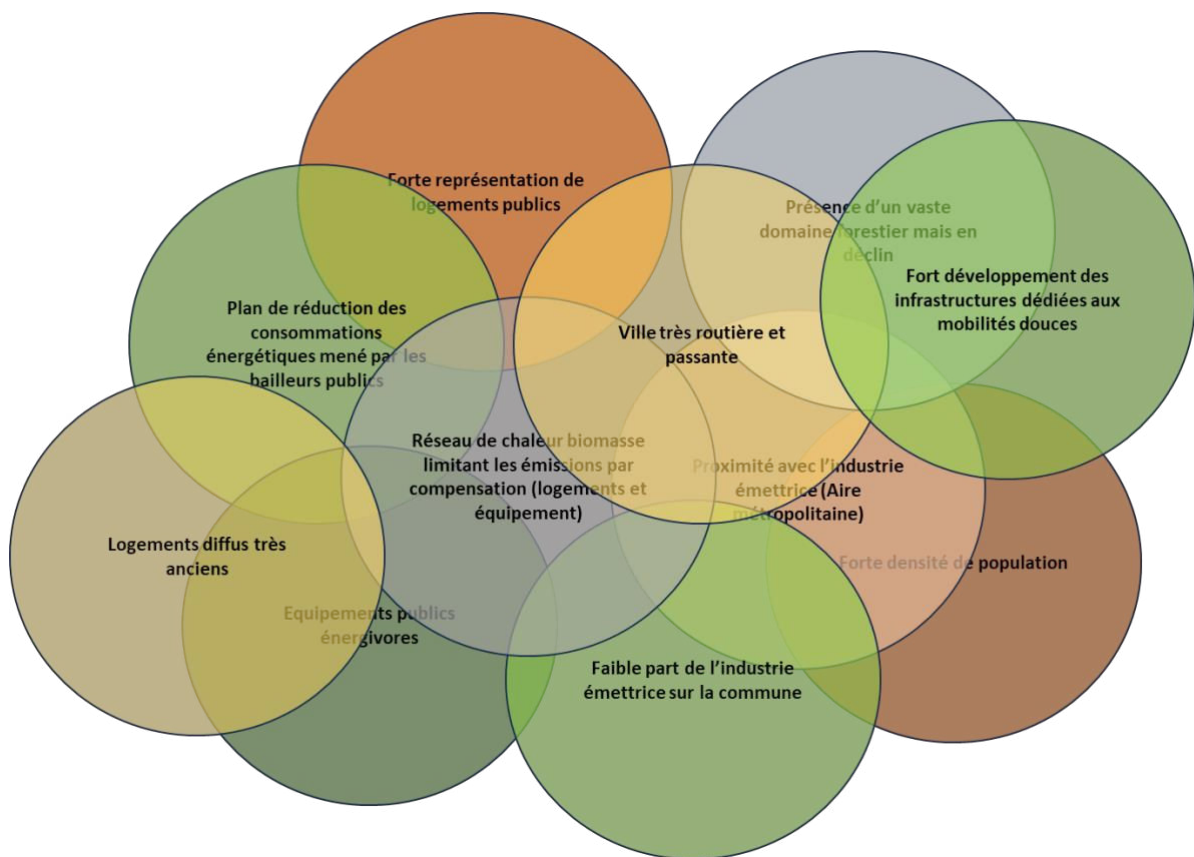 Forte représentation de
logements publics
Présence d'un vaste
domaine forestier mais en
déclin
Fort développement des
infrastructures dédiées aux
mobilités douces
Plan de réduction des
consommations
énergétiques mené par les
bailleurs publics
Ville très routière et
passante
Réseau de chaleur biomasse
limitant les émissions par
compensation (logements et
équipement)
Proximité avec l'industrie
émettrice (Aire
métropolitaine)
Logements diffus très
anciens
Forte densité de population
Equipements publics
énergivores
Faible part de l'industrie
émettrice sur la commune